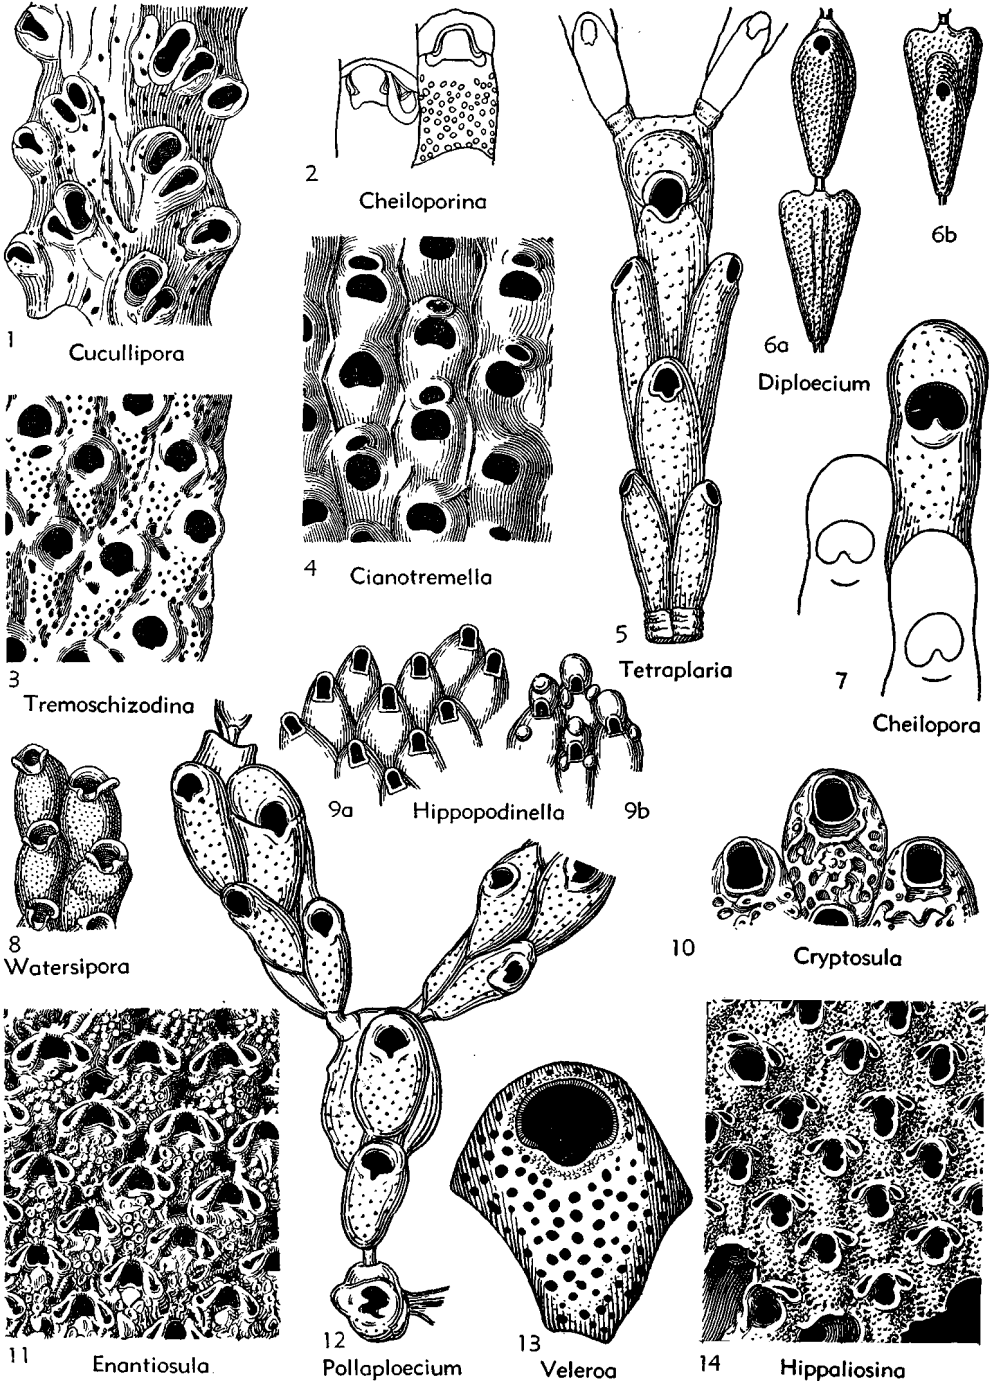 1
Cucullipora
2
Cheiloporina
3
Tremoschizodina
4
Cianotremella
5
Tetraplaria
6a
6b
Diploecium
7
Cheilopora
8
Watersipora
9a
Hippopodinella
9b
10
Cryptosula
11
Enantiosula
12
Pollaploecium
13
Veleroa
14
Hippaliosina